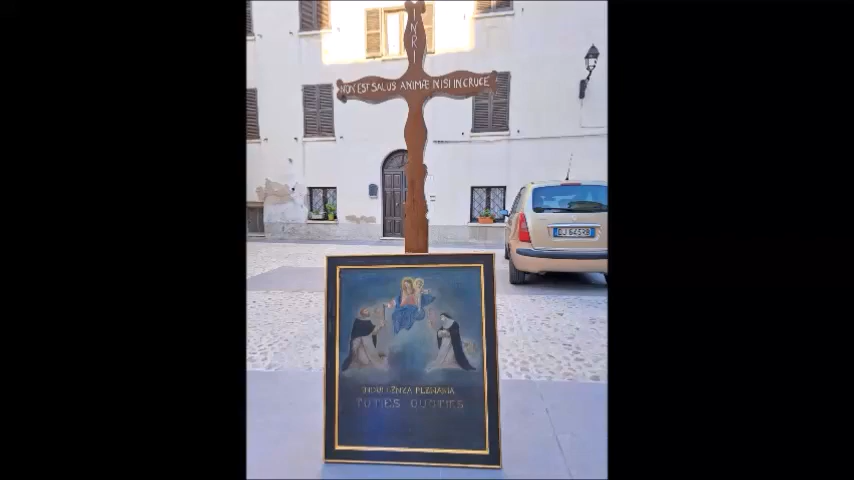 INRI
NON EST SALUS ANIMÆ NISI IN CRUCE
INDULGENZA PLENARIA
TOTIES QUOTIES